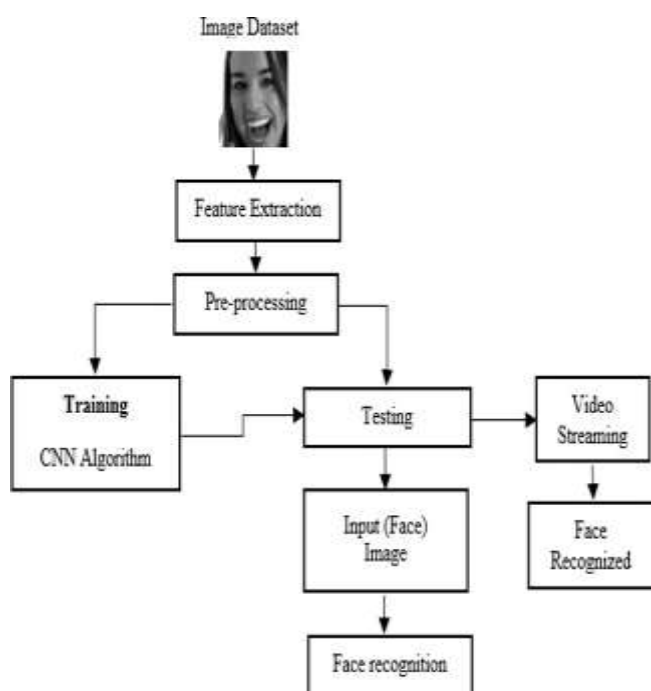 Image Dataset
Feature Extraction
Pre-processing
Training
CNN Algorithm
Testing
Video
Streaming
Input (Face)
Image
Face
Recognized
Face recognition